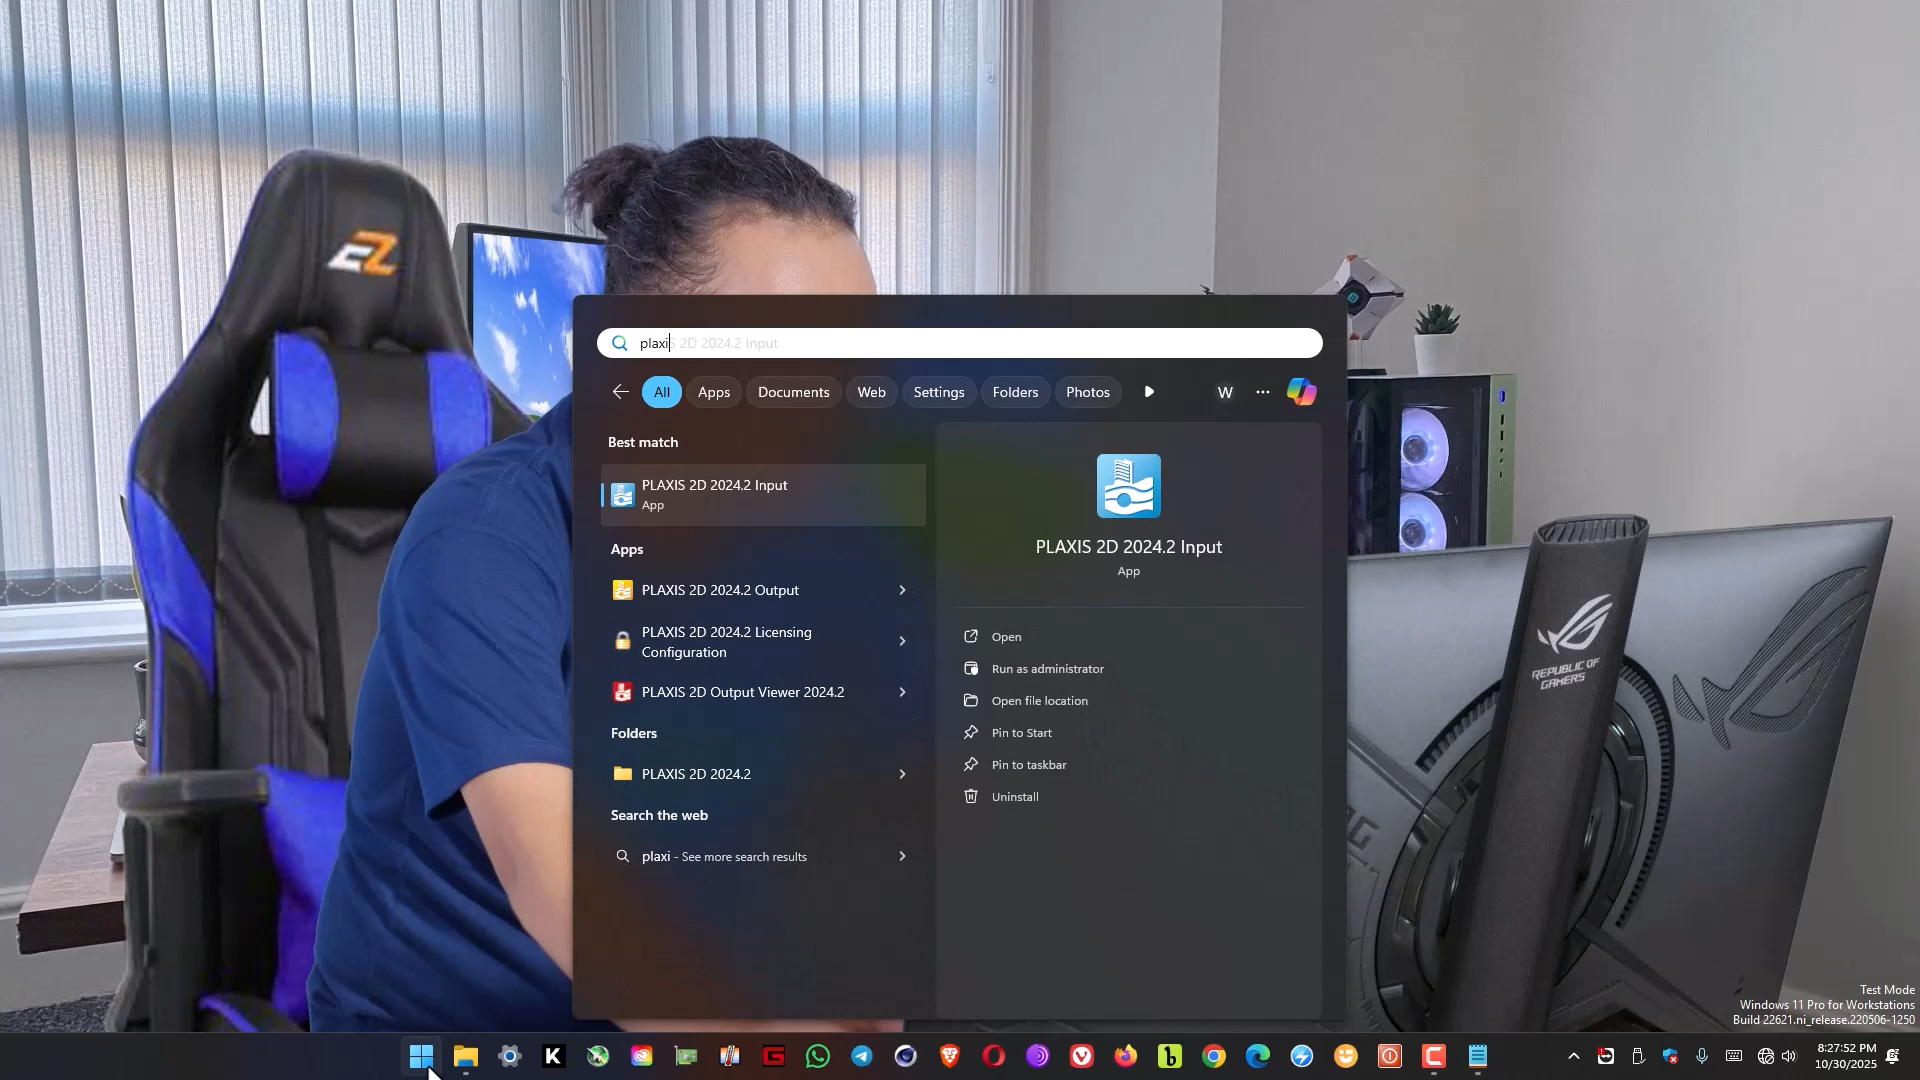 EZ
plaxiS 2D 2024.2 Input
All Apps Documents Web Settings Folders Photos W
Best match
PLAXIS 2D 2024.2 Input
App
Apps
PLAXIS 2D 2024.2 Output
PLAXIS 2D 2024.2 Licensing
Configuration
PLAXIS 2D Output Viewer 2024.2
Folders
PLAXIS 2D 2024.2
Search the web
plaxi - See more search results
PLAXIS 2D 2024.2 Input
App
Open
Run as administrator
Open file location
Pin to Start
Pin to taskbar
Uninstall
REPUBLIC OF
GAMERS
Test Mode
Windows 11 Pro for Workstations
Build 22621.ni_release.220506-1250
8:27:52 PM
10/30/2025